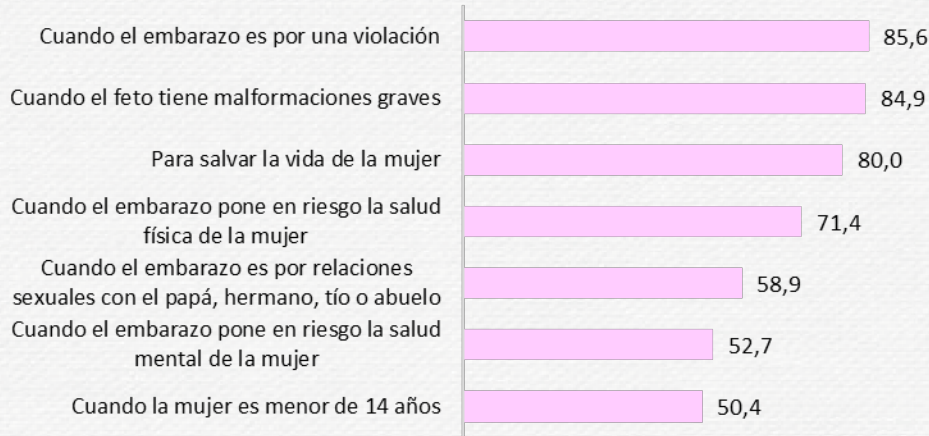 Cuando el embarazo es por una violación
85,6
Cuando el feto tiene malformaciones graves
84,9
Para salvar la vida de la mujer
80,0
Cuando el embarazo pone en riesgo la salud
física de la mujer
71,4
Cuando el embarazo es por relaciones
sexuales con el papá, hermano, tío o abuelo
58,9
Cuando el embarazo pone en riesgo la salud
mental de la mujer
52,7
Cuando la mujer es menor de 14 años
50,4